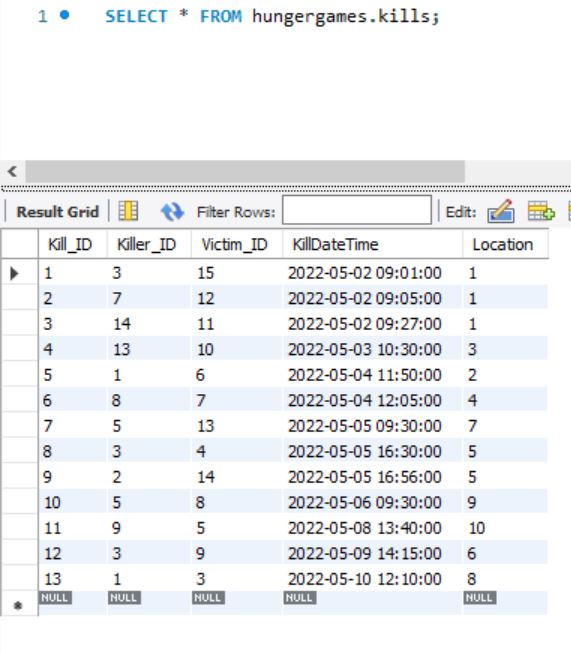 1 SELECT * FROM hungergames.kills;
Result Grid Filter Rows: Edit:
Kill_ID Killer_ID Victim_ID KillDateTime Location
1 3 15 2022-05-02 09:01:00 1
2 7 12 2022-05-02 09:05:00 1
3 14 11 2022-05-02 09:27:00 1
4 13 10 2022-05-03 10:30:00 3
5 1 6 2022-05-04 11:50:00 2
6 8 7 2022-05-04 12:05:00 4
7 5 13 2022-05-05 09:30:00 7
8 3 4 2022-05-05 16:30:00 5
9 2 14 2022-05-05 16:56:00 5
10 5 8 2022-05-06 09:30:00 9
11 9 5 2022-05-08 13:40:00 10
12 3 9 2022-05-09 14:15:00 6
13 1 3 2022-05-10 12:10:00 8
NULL NULL NULL NULL NULL